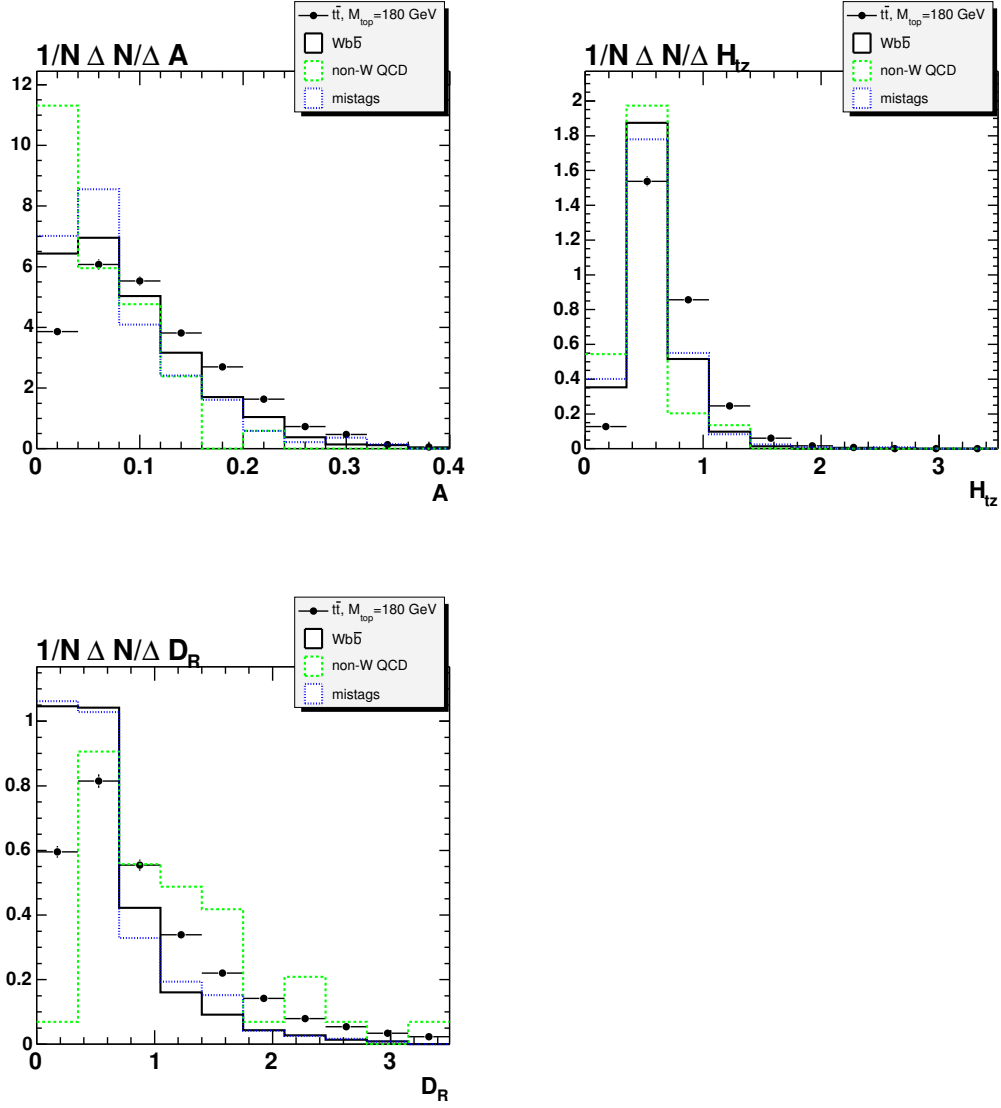 1/N Δ N/Δ A
tt̄, M_top=180 GeV
Wbb̄
non-W QCD
mistags
12
10
8
6
4
2
0
0 0.1 0.2 0.3 0.4
A
1/N Δ N/Δ H_tz
tt̄, M_top=180 GeV
Wbb̄
non-W QCD
mistags
2
1.8
1.6
1.4
1.2
1
0.8
0.6
0.4
0.2
0
0 1 2 3
H_tz
1/N Δ N/Δ D_R
tt̄, M_top=180 GeV
Wbb̄
non-W QCD
mistags
1
0.8
0.6
0.4
0.2
0
0 1 2 3
D_R